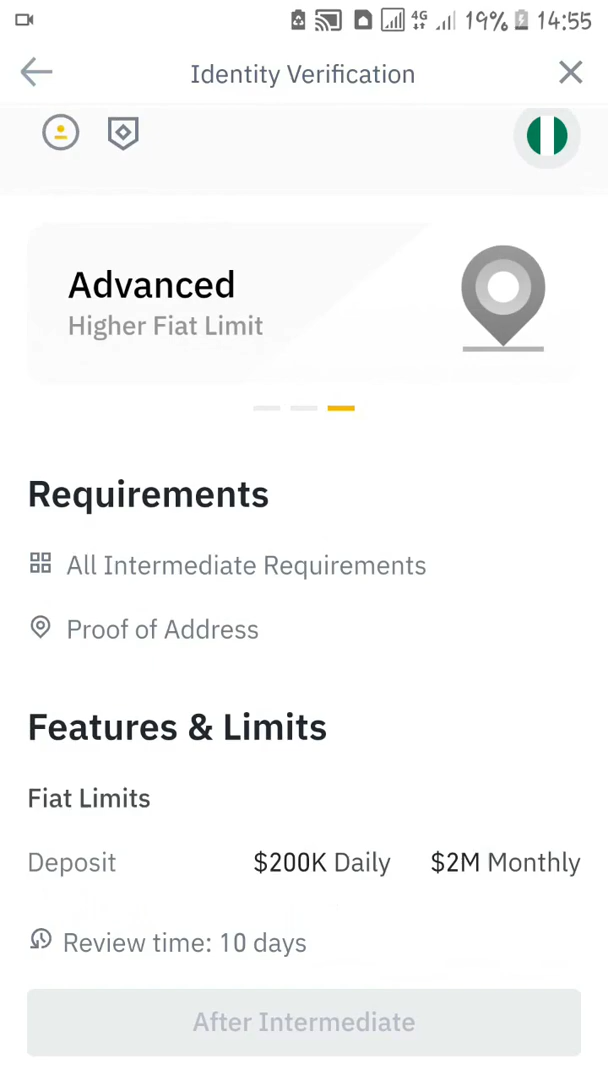 4G 19% 14:55
Identity Verification
Advanced
Higher Fiat Limit
Requirements
All Intermediate Requirements
Proof of Address
Features & Limits
Fiat Limits
Deposit $200K Daily $2M Monthly
Review time: 10 days
After Intermediate